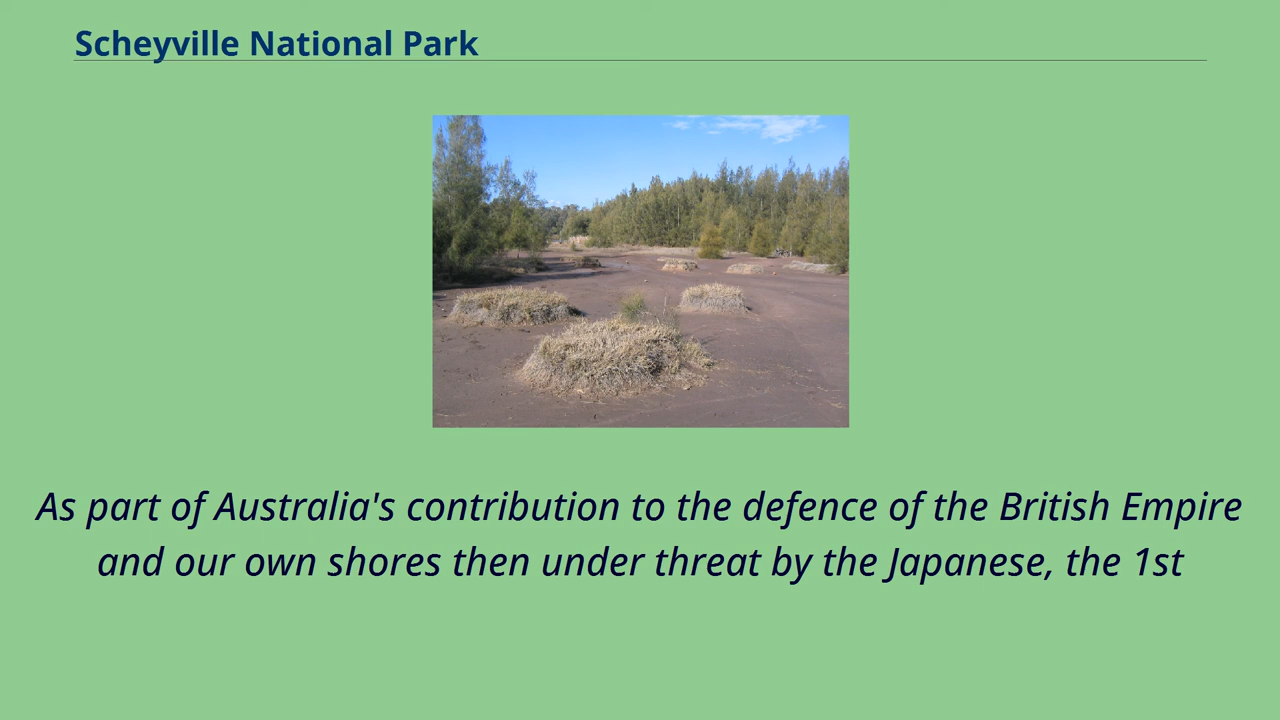 Scheyville National Park
As part of Australia's contribution to the defence of the British Empire
and our own shores then under threat by the Japanese, the 1st